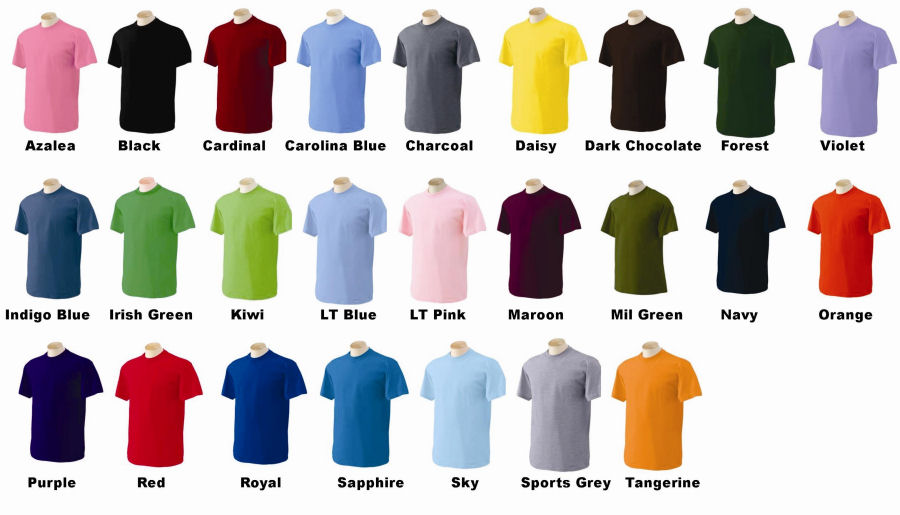 Azalea Black Cardinal Carolina Blue Charcoal Daisy Dark Chocolate Forest Violet
Indigo Blue Irish Green Kiwi LT Blue LT Pink Maroon Mil Green Navy Orange
Purple Red Royal Sapphire Sky Sports Grey Tangerine